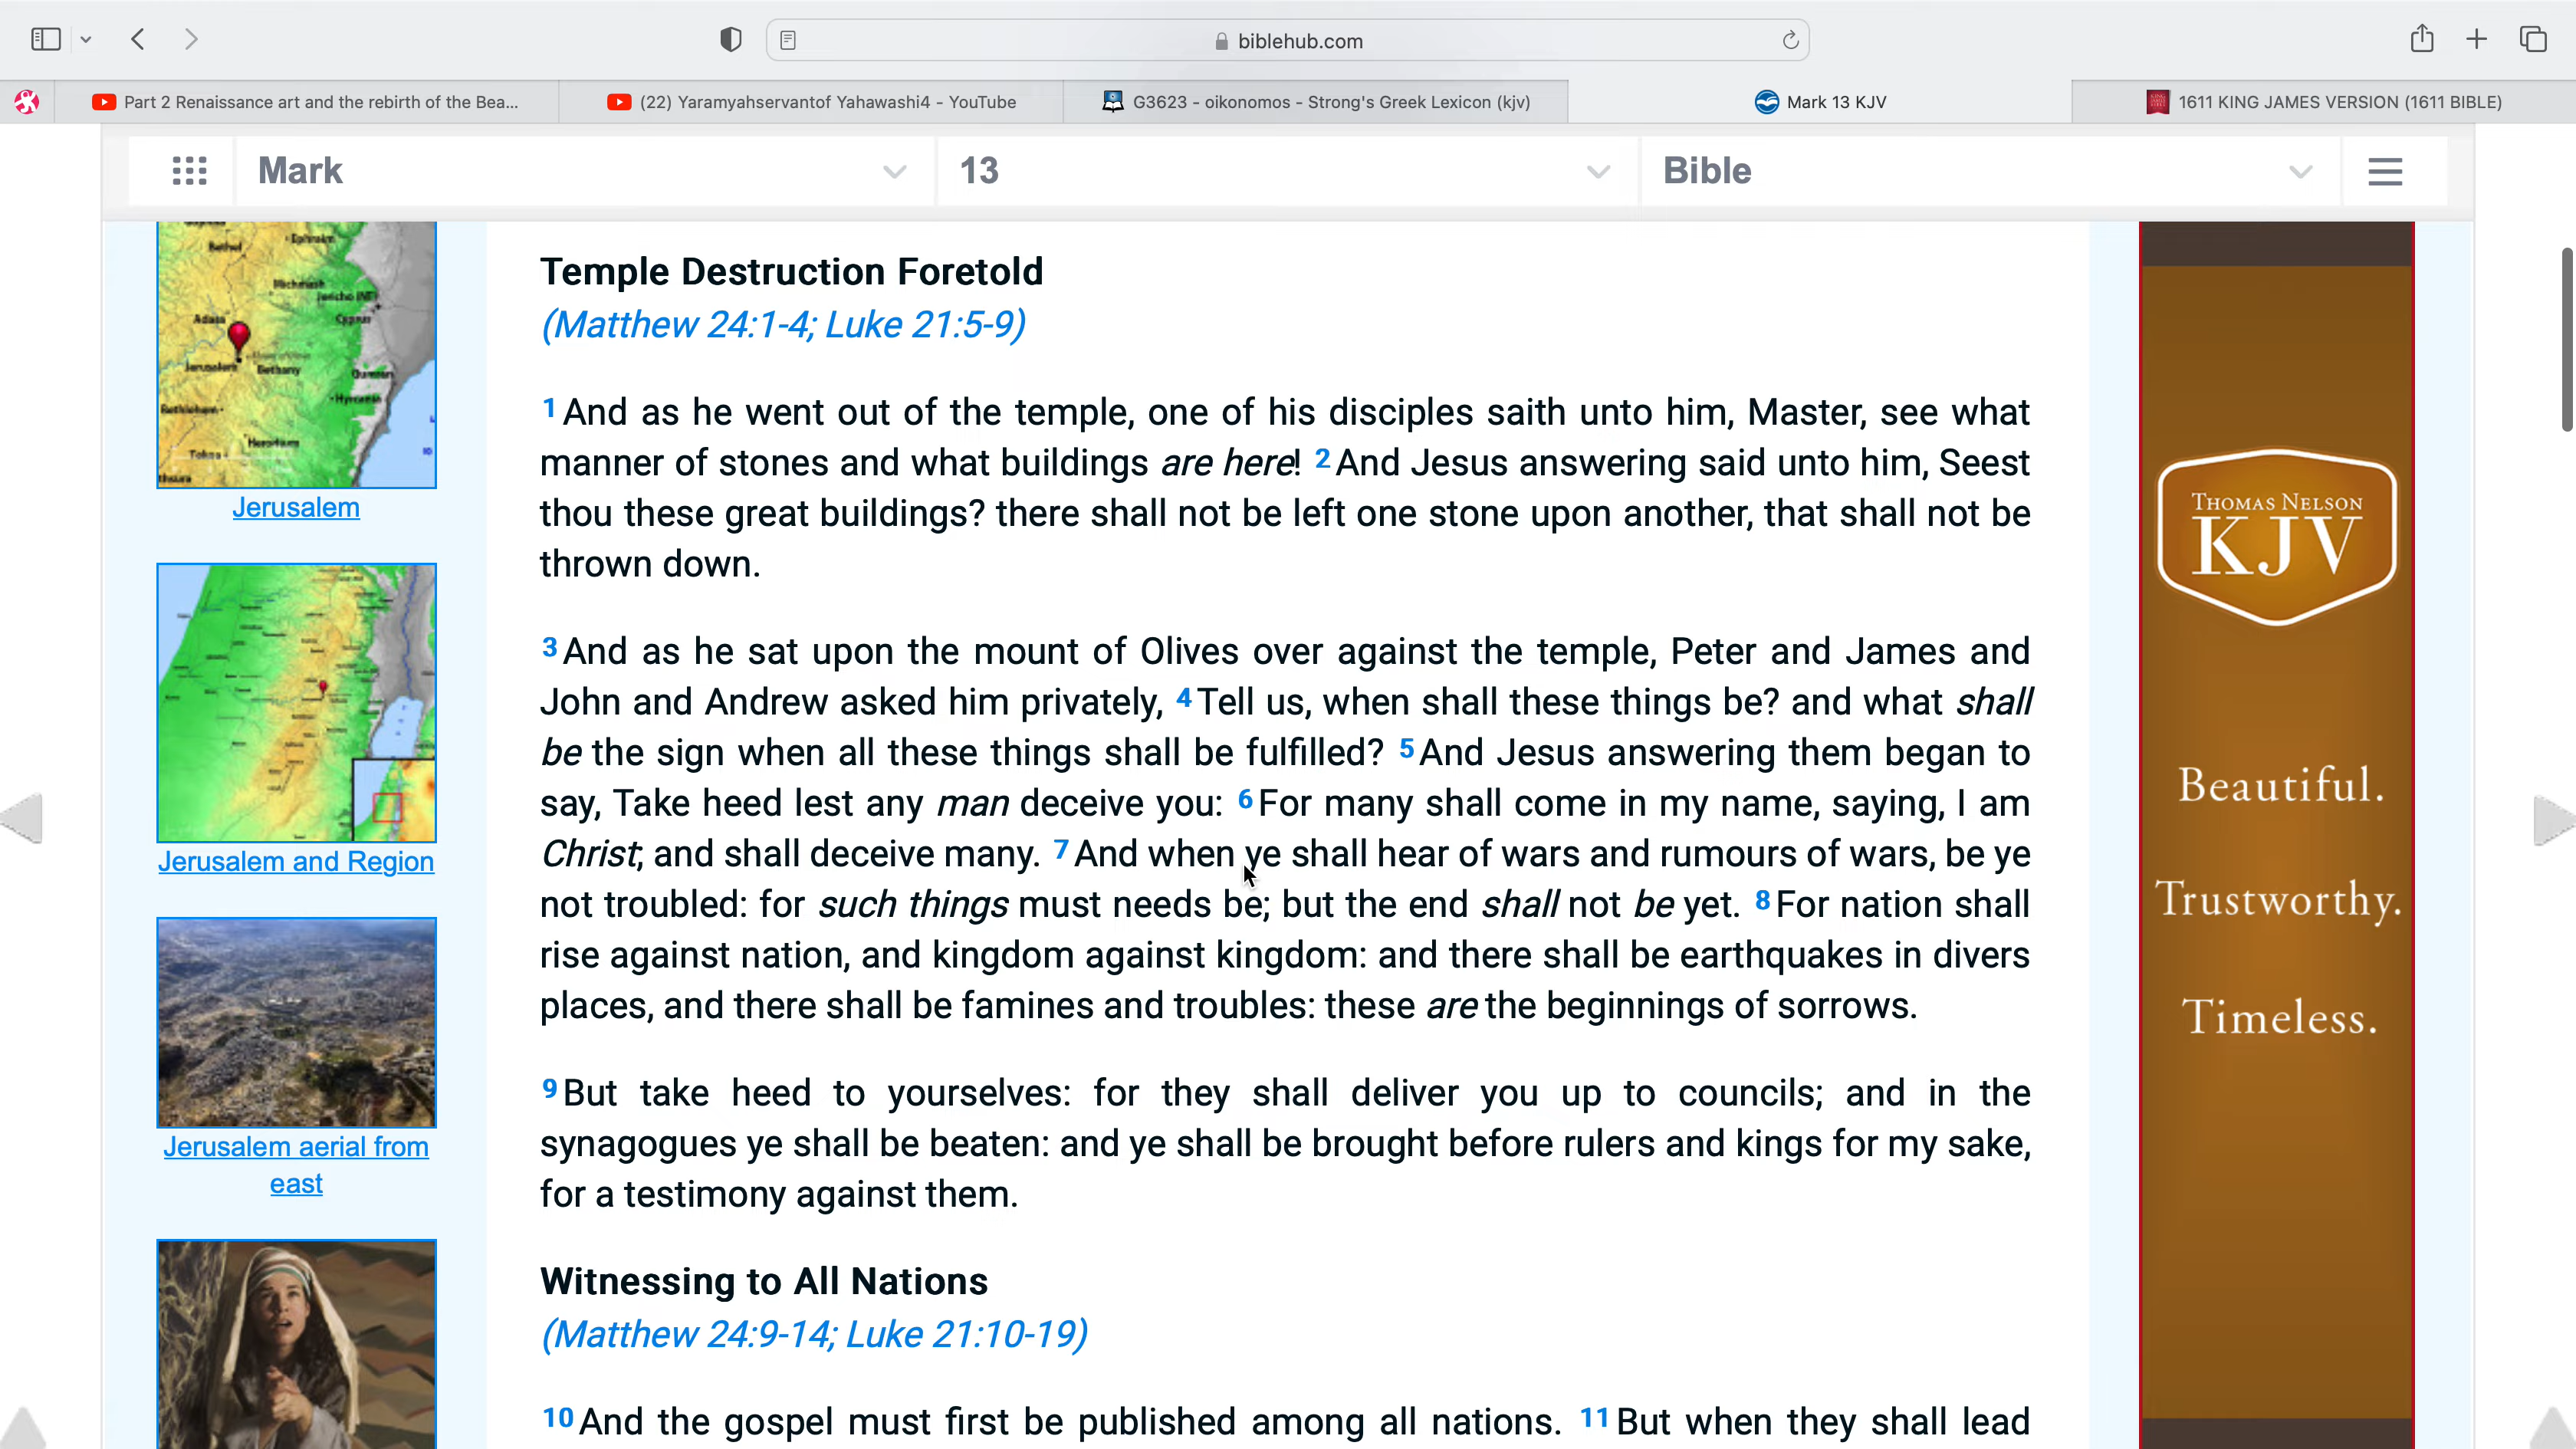 biblehub.com
Part 2 Renaissance art and the rebirth of the Bea...
(22) Yaramyahservantof Yahawashi4 - YouTube
G3623 - oikonomos - Strong's Greek Lexicon (kjv)
Mark 13 KJV
1611 KING JAMES VERSION (1611 BIBLE)
Mark
13
Bible
Bethel
Ephraim
Michmash
Jericho (NT)
Adasa
Cyprus
Jerusalem
Bethany
Qumran
Hyrcania
Bethlehem
Herodium
Tekoa
Jerusalem
Jerusalem and Region
Jerusalem aerial from
east
Temple Destruction Foretold
(Matthew 24:1-4; Luke 21:5-9)
1 And as he went out of the temple, one of his disciples saith unto him, Master, see what
manner of stones and what buildings are here! 2 And Jesus answering said unto him, Seest
thou these great buildings? there shall not be left one stone upon another, that shall not be
thrown down.
3 And as he sat upon the mount of Olives over against the temple, Peter and James and
John and Andrew asked him privately, 4 Tell us, when shall these things be? and what shall
be the sign when all these things shall be fulfilled? 5 And Jesus answering them began to
say, Take heed lest any man deceive you: 6 For many shall come in my name, saying, I am
Christ; and shall deceive many. 7 And when ye shall hear of wars and rumours of wars, be ye
not troubled: for such things must needs be; but the end shall not be yet. 8 For nation shall
rise against nation, and kingdom against kingdom: and there shall be earthquakes in divers
places, and there shall be famines and troubles: these are the beginnings of sorrows.
9 But take heed to yourselves: for they shall deliver you up to councils; and in the
synagogues ye shall be beaten: and ye shall be brought before rulers and kings for my sake,
for a testimony against them.
Witnessing to All Nations
(Matthew 24:9-14; Luke 21:10-19)
10 And the gospel must first be published among all nations. 11 But when they shall lead
THOMAS NELSON
KJV
Beautiful.
Trustworthy.
Timeless.